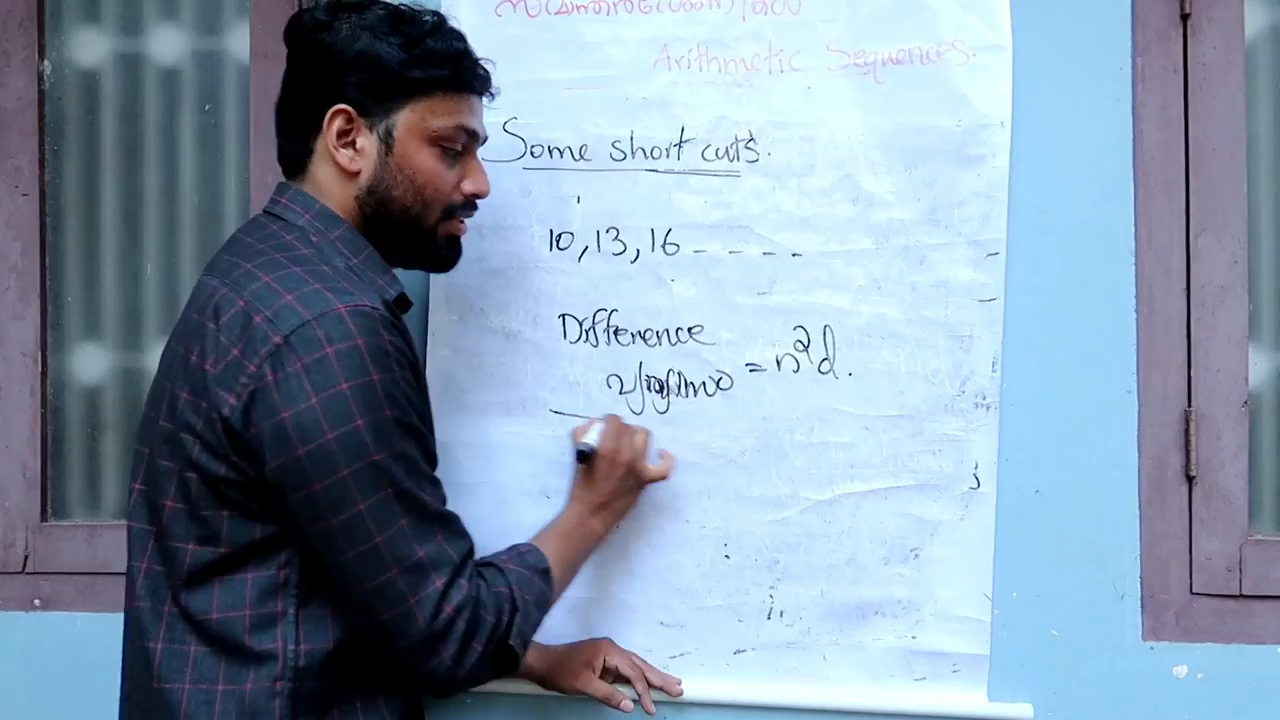 Arithmetic Sequences.
Some short cuts.
10, 13, 16 - - - -
Difference
വ്യത്യാസം = n²d.